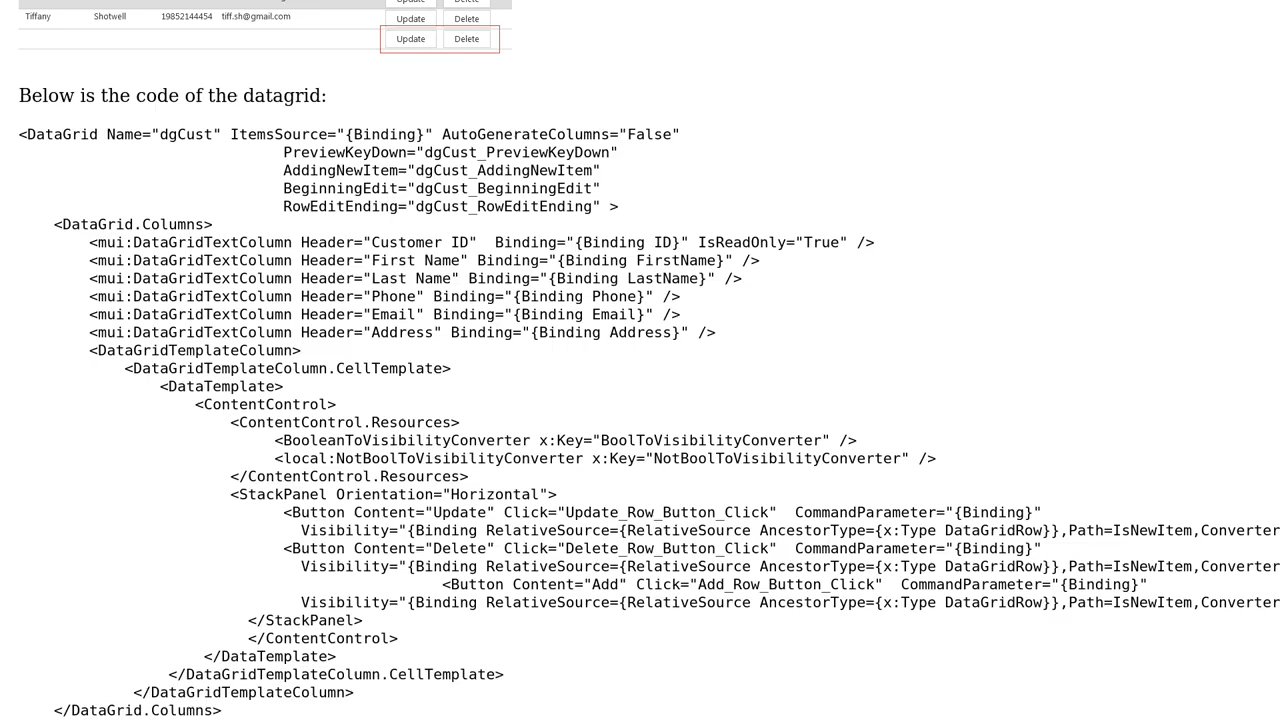 Update Delete
Tiffany Shotwell 19852144454 tiff.sh@gmail.com Update Delete
Update Delete
Below is the code of the datagrid:
<DataGrid Name="dgCust" ItemsSource="{Binding}" AutoGenerateColumns="False"
PreviewKeyDown="dgCust_PreviewKeyDown"
AddingNewItem="dgCust_AddingNewItem"
BeginningEdit="dgCust_BeginningEdit"
RowEditEnding="dgCust_RowEditEnding" >
<DataGrid.Columns>
<mui:DataGridTextColumn Header="Customer ID"  Binding="{Binding ID}" IsReadOnly="True" />
<mui:DataGridTextColumn Header="First Name" Binding="{Binding FirstName}" />
<mui:DataGridTextColumn Header="Last Name" Binding="{Binding LastName}" />
<mui:DataGridTextColumn Header="Phone" Binding="{Binding Phone}" />
<mui:DataGridTextColumn Header="Email" Binding="{Binding Email}" />
<mui:DataGridTextColumn Header="Address" Binding="{Binding Address}" />
<DataGridTemplateColumn>
<DataGridTemplateColumn.CellTemplate>
<DataTemplate>
<ContentControl>
<ContentControl.Resources>
<BooleanToVisibilityConverter x:Key="BoolToVisibilityConverter" />
<local:NotBoolToVisibilityConverter x:Key="NotBoolToVisibilityConverter" />
</ContentControl.Resources>
<StackPanel Orientation="Horizontal">
<Button Content="Update" Click="Update_Row_Button_Click"  CommandParameter="{Binding}"
Visibility="{Binding RelativeSource={RelativeSource AncestorType={x:Type DataGridRow}},Path=IsNewItem,Converter
<Button Content="Delete" Click="Delete_Row_Button_Click"  CommandParameter="{Binding}"
Visibility="{Binding RelativeSource={RelativeSource AncestorType={x:Type DataGridRow}},Path=IsNewItem,Converter
<Button Content="Add" Click="Add_Row_Button_Click"  CommandParameter="{Binding}"
Visibility="{Binding RelativeSource={RelativeSource AncestorType={x:Type DataGridRow}},Path=IsNewItem,Converter
</StackPanel>
</ContentControl>
</DataTemplate>
</DataGridTemplateColumn.CellTemplate>
</DataGridTemplateColumn>
</DataGrid.Columns>